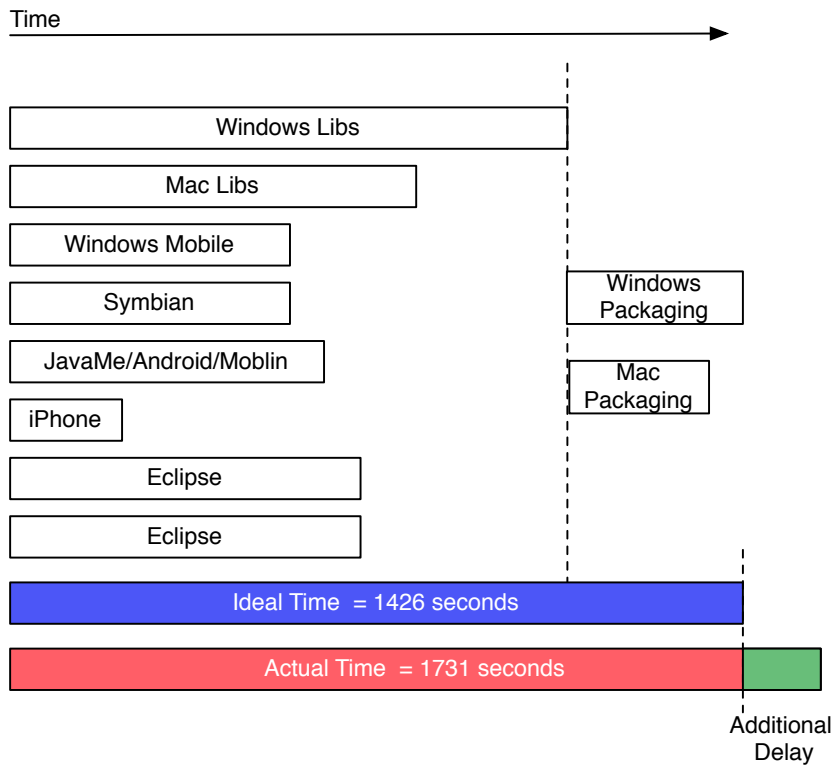 Time
Windows Libs
Mac Libs
Windows Mobile
Symbian
Windows
Packaging
JavaMe/Android/Moblin
Mac
Packaging
iPhone
Eclipse
Eclipse
Ideal Time  = 1426 seconds
Actual Time  = 1731 seconds
Additional
Delay